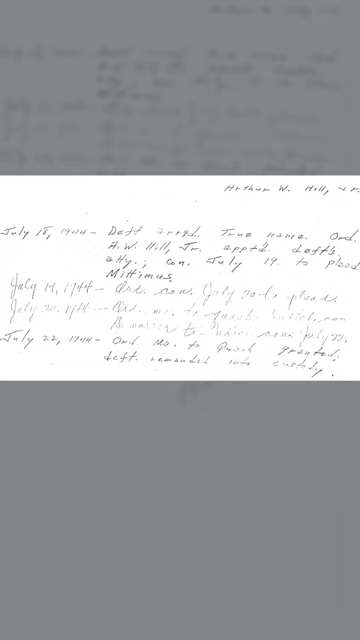 Arthur W. Hill, Jr.
July 18, 1944- Deft arrgd. True name. Ord.
A.W. Hill, Jr. apptd. deft's
atty.; con. July 19. to plead
Mittimus
July 19, 1944- Ord. con. July 20 to plead.
July 20, 1944- Ord. mo. to quash
Demurrer to con. July 22.
July 22, 1944- Ord Mo. to Quash granted;
deft. remanded into custody.